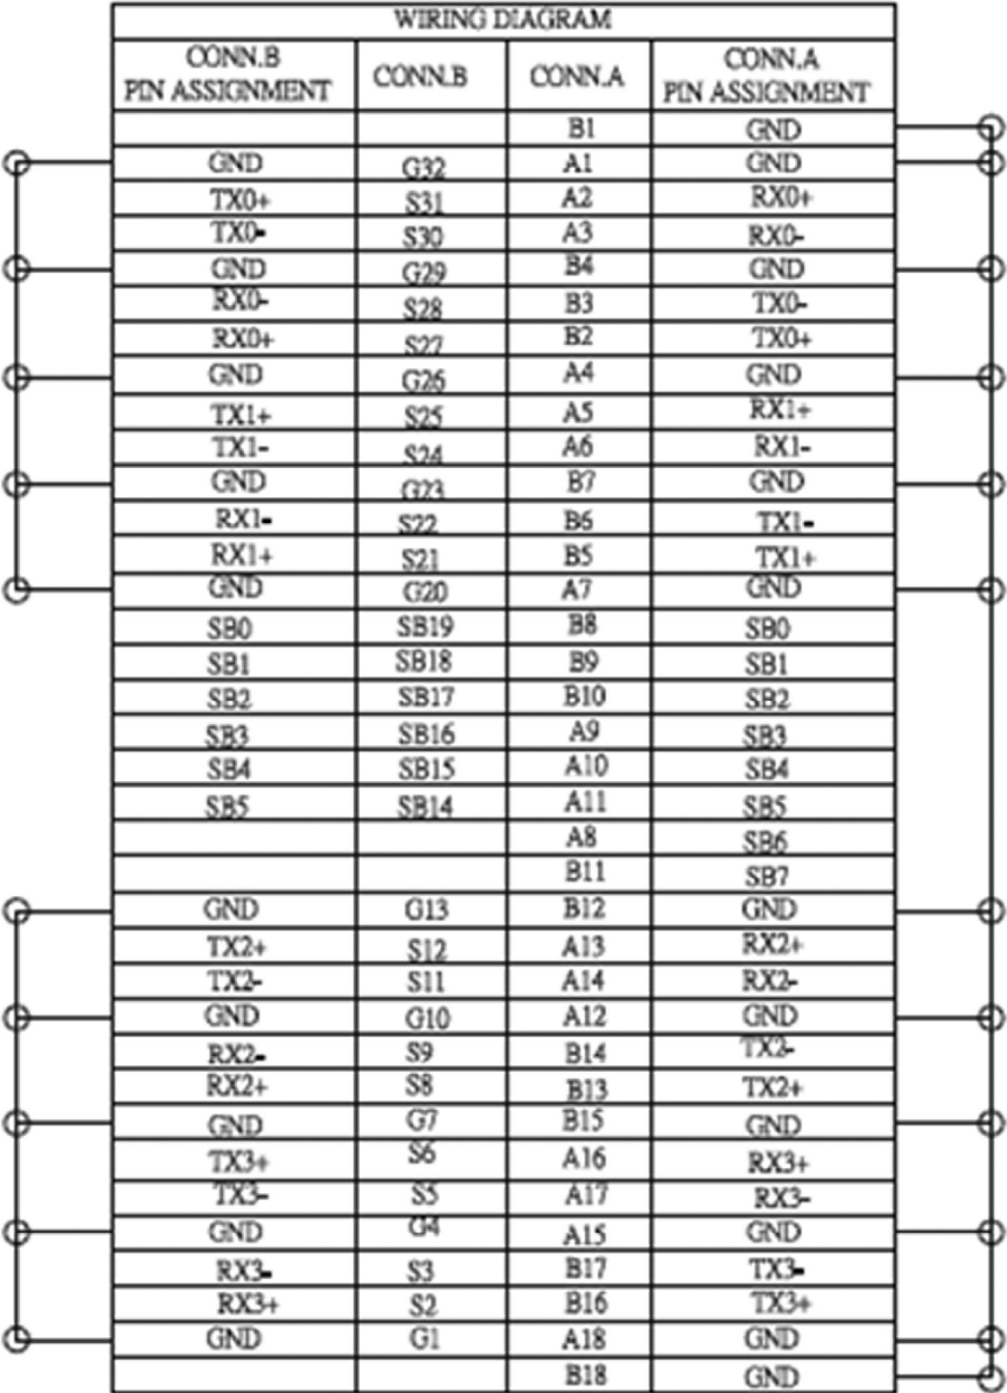 WIRING DIAGRAM
CONN.B PIN ASSIGNMENT CONN.B CONN.A CONN.A PIN ASSIGNMENT
B1 GND
GND G32 A1 GND
TX0+ S31 A2 RX0+
TX0- S30 A3 RX0-
GND G29 B4 GND
RX0- S28 B3 TX0-
RX0+ S27 B2 TX0+
GND G26 A4 GND
TX1+ S25 A5 RX1+
TX1- S24 A6 RX1-
GND G23 B7 GND
RX1- S22 B6 TX1-
RX1+ S21 B5 TX1+
GND G20 A7 GND
SB0 SB19 B8 SB0
SB1 SB18 B9 SB1
SB2 SB17 B10 SB2
SB3 SB16 A9 SB3
SB4 SB15 A10 SB4
SB5 SB14 A11 SB5
A8 SB6
B11 SB7
GND G13 B12 GND
TX2+ S12 A13 RX2+
TX2- S11 A14 RX2-
GND G10 A12 GND
RX2- S9 B14 TX2-
RX2+ S8 B13 TX2+
GND G7 B15 GND
TX3+ S6 A16 RX3+
TX3- S5 A17 RX3-
GND G4 A15 GND
RX3- S3 B17 TX3-
RX3+ S2 B16 TX3+
GND G1 A18 GND
B18 GND